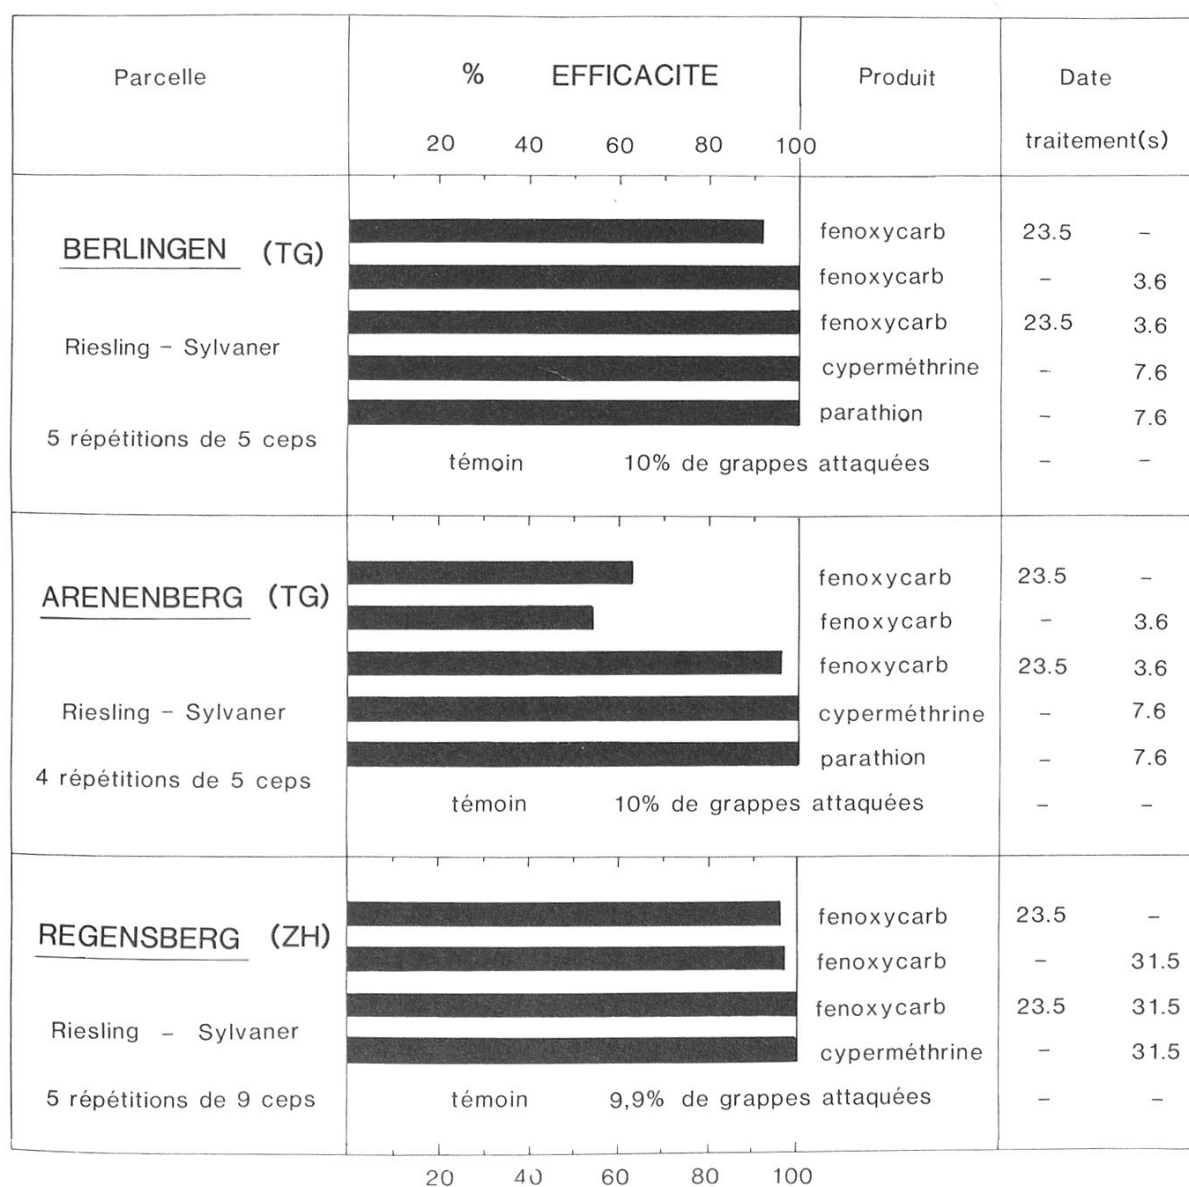 Parcelle % EFFICACITE Produit Date
20 40 60 80 100 traitement(s)
BERLINGEN (TG)
Riesling – Sylvaner
5 répétitions de 5 ceps
fenoxycarb 23.5 –
fenoxycarb – 3.6
fenoxycarb 23.5 3.6
cyperméthrine – 7.6
parathion – 7.6
témoin 10% de grappes attaquées – –
ARENENBERG (TG)
Riesling – Sylvaner
4 répétitions de 5 ceps
fenoxycarb 23.5 –
fenoxycarb – 3.6
fenoxycarb 23.5 3.6
cyperméthrine – 7.6
parathion – 7.6
témoin 10% de grappes attaquées – –
REGENSBERG (ZH)
Riesling – Sylvaner
5 répétitions de 9 ceps
fenoxycarb 23.5 –
fenoxycarb – 31.5
fenoxycarb 23.5 31.5
cyperméthrine – 31.5
témoin 9,9% de grappes attaquées – –
20 40 60 80 100